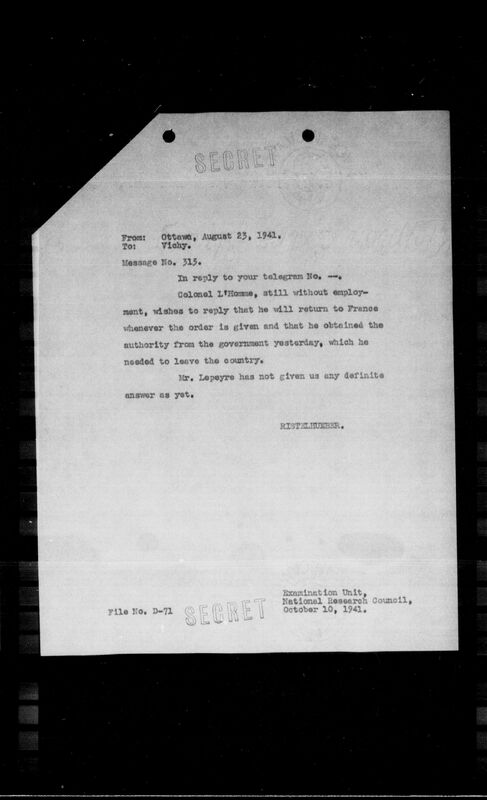 SECRET
From: Ottawa, August 23, 1941.
To: Vichy.
Message No. 315.
In reply to your telegram No. --.
Colonel L'Homme, still without employ-
ment, wishes to reply that he will return to France
whenever the order is given and that he obtained the
authority from the government yesterday, which he
needed to leave the country.
Mr. Lepeyre has not given us any definite
answer as yet.
RISTELHUEBER.
Examination Unit,
National Research Council,
October 10, 1941.
File No. D-71
SECRET